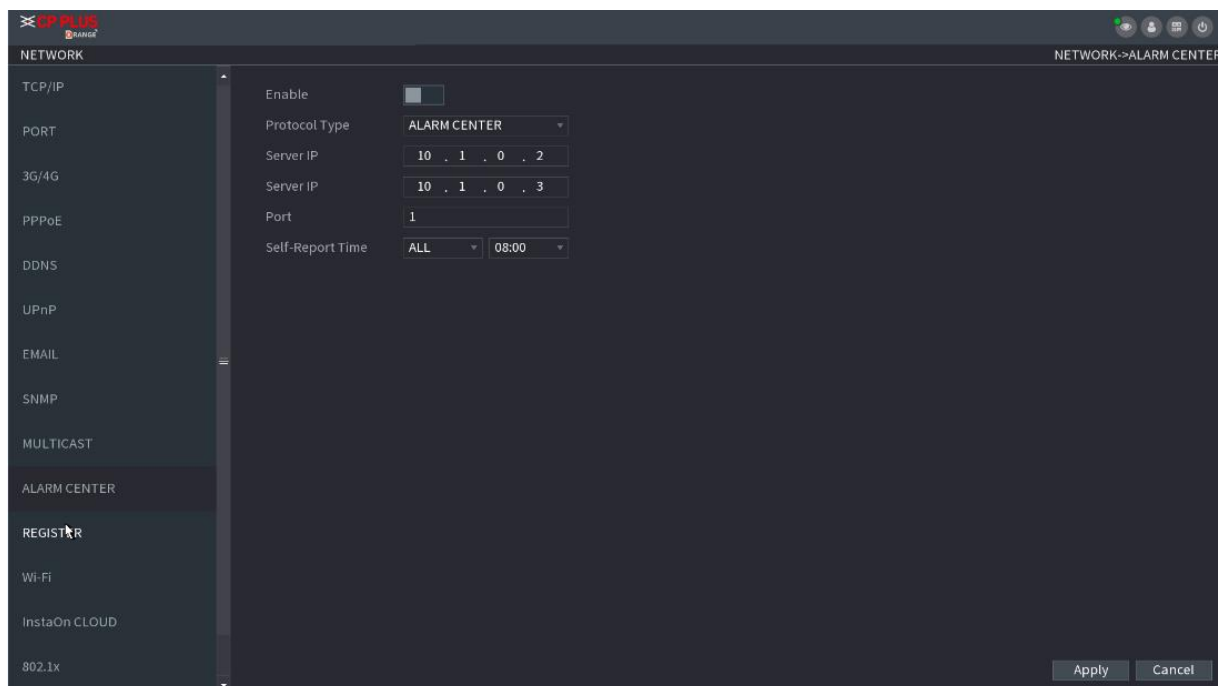 CP PLUS
ORANGE
NETWORK
NETWORK->ALARM CENTER
TCP/IP
PORT
3G/4G
PPPoE
DDNS
UPnP
EMAIL
SNMP
MULTICAST
ALARM CENTER
REGISTER
Wi-Fi
InstaOn CLOUD
802.1x
Enable
Protocol Type ALARM CENTER
Server IP 10 . 1 . 0 . 2
Server IP 10 . 1 . 0 . 3
Port 1
Self-Report Time ALL 08:00
Apply Cancel